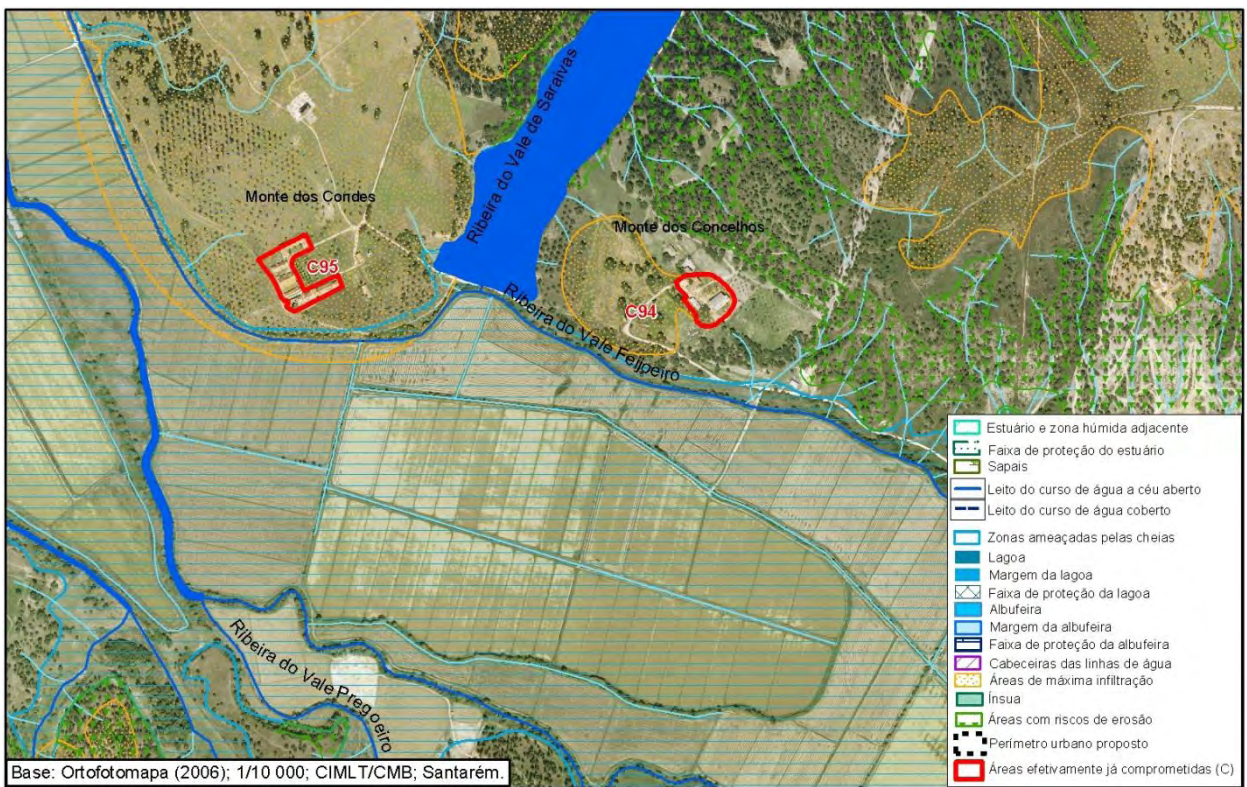 Ribeira do Vale de Saraivas
Monte dos Condes
C95
Monte dos Concelhos
C94
Ribeira do Vale Feijoeiro
Ribeira do Vale Pregoeiro
Estuário e zona húmida adjacente
Faixa de proteção do estuário
Sapais
Leito do curso de água a céu aberto
Leito do curso de água coberto
Zonas ameaçadas pelas cheias
Lagoa
Margem da lagoa
Faixa de proteção da lagoa
Albufeira
Margem da albufeira
Faixa de proteção da albufeira
Cabeceiras das linhas de água
Áreas de máxima infiltração
Ínsua
Áreas com riscos de erosão
Perímetro urbano proposto
Áreas efetivamente já comprometidas (C)
Base: Ortofotomapa (2006); 1/10 000; CIMLT/CMB; Santarém.